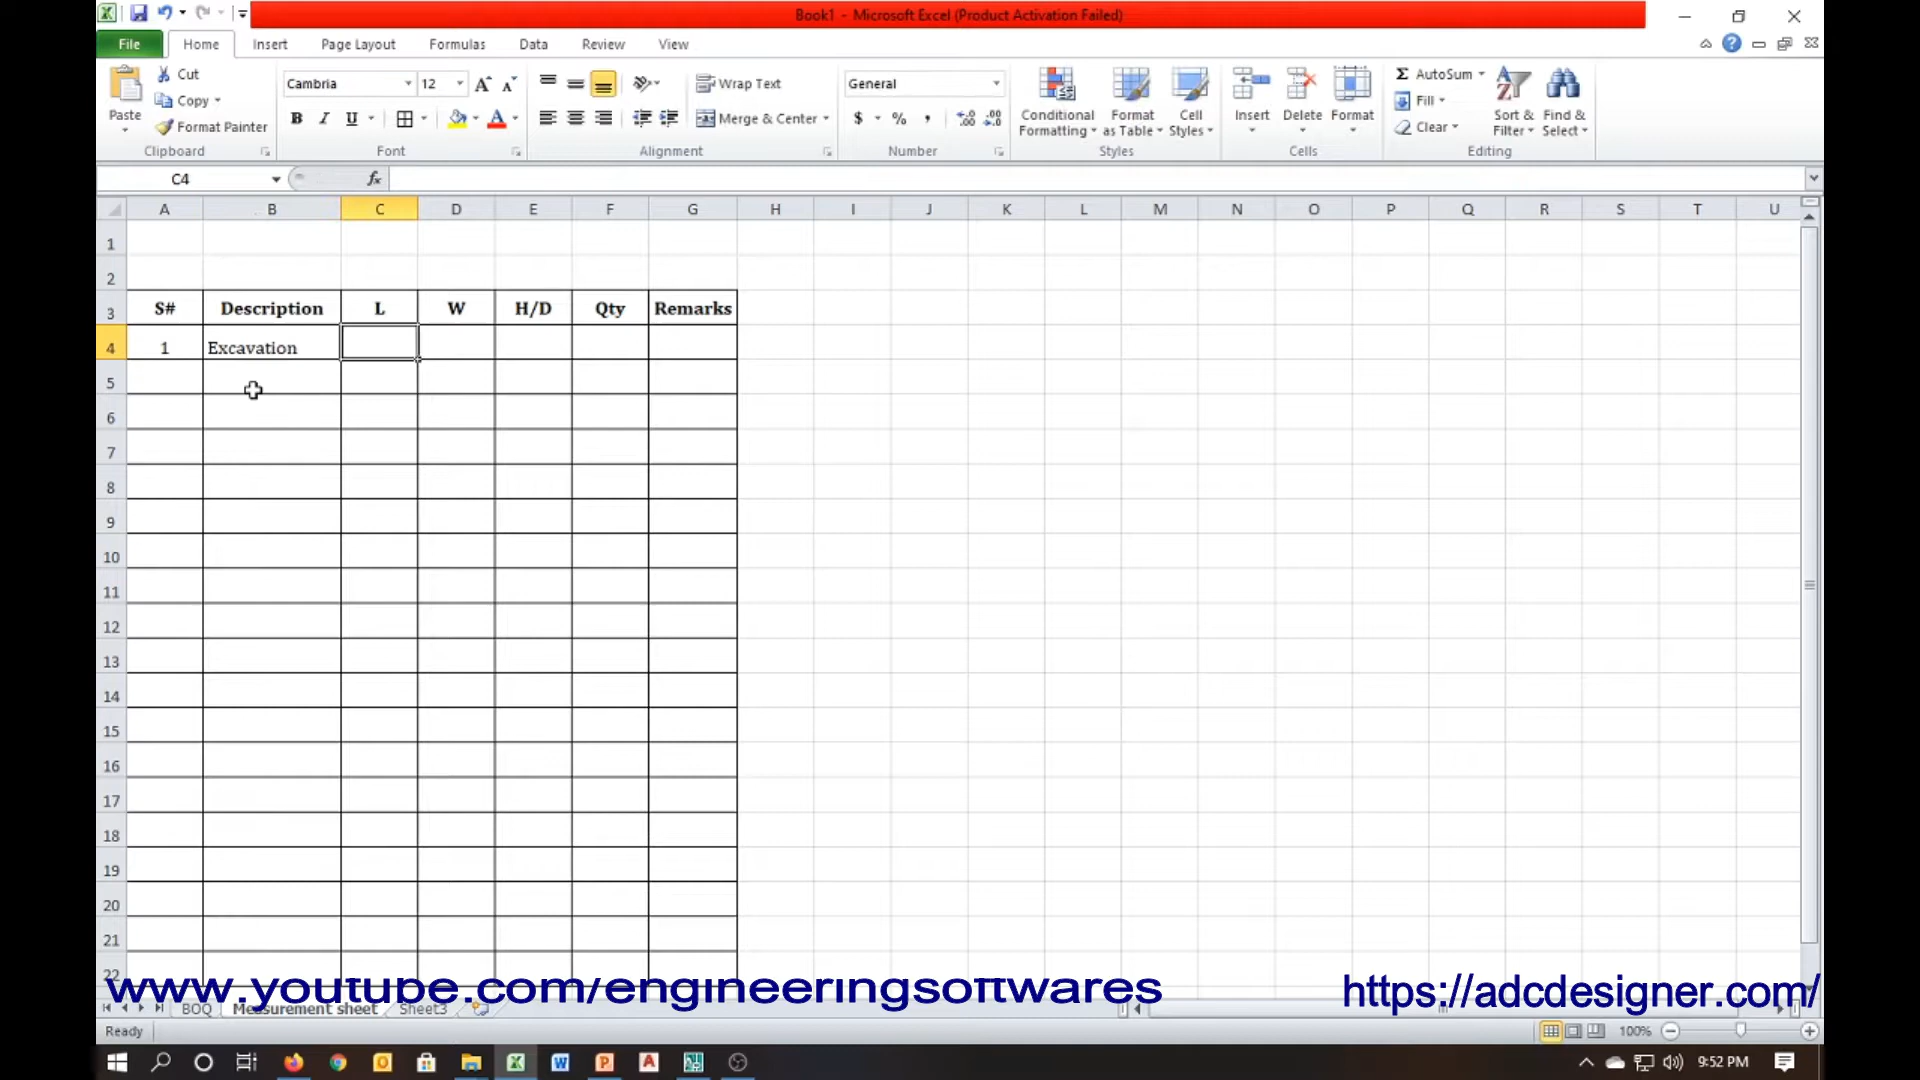 Book1 - Microsoft Excel (Product Activation Failed)
File Home Insert Page Layout Formulas Data Review View
Paste Cut Copy Format Painter Clipboard
Cambria 12 B I U A Font
Wrap Text Merge & Center Alignment
General $ % , Number
Conditional Formatting Format as Table Cell Styles Styles
Insert Delete Format Cells
Σ AutoSum Fill Clear Sort & Filter Find & Select Editing
C4 fx
A B C D E F G H I J K L M N O P Q R S T U
1
2
3 S# Description L W H/D Qty Remarks
4 1 Excavation
5
6
7
8
9
10
11
12
13
14
15
16
17
18
19
20
21
22
www.youtube.com/engineeringsoftwares https://adcdesigner.com/
BOQ Measurement sheet Sheet3
Ready 100%
9:52 PM